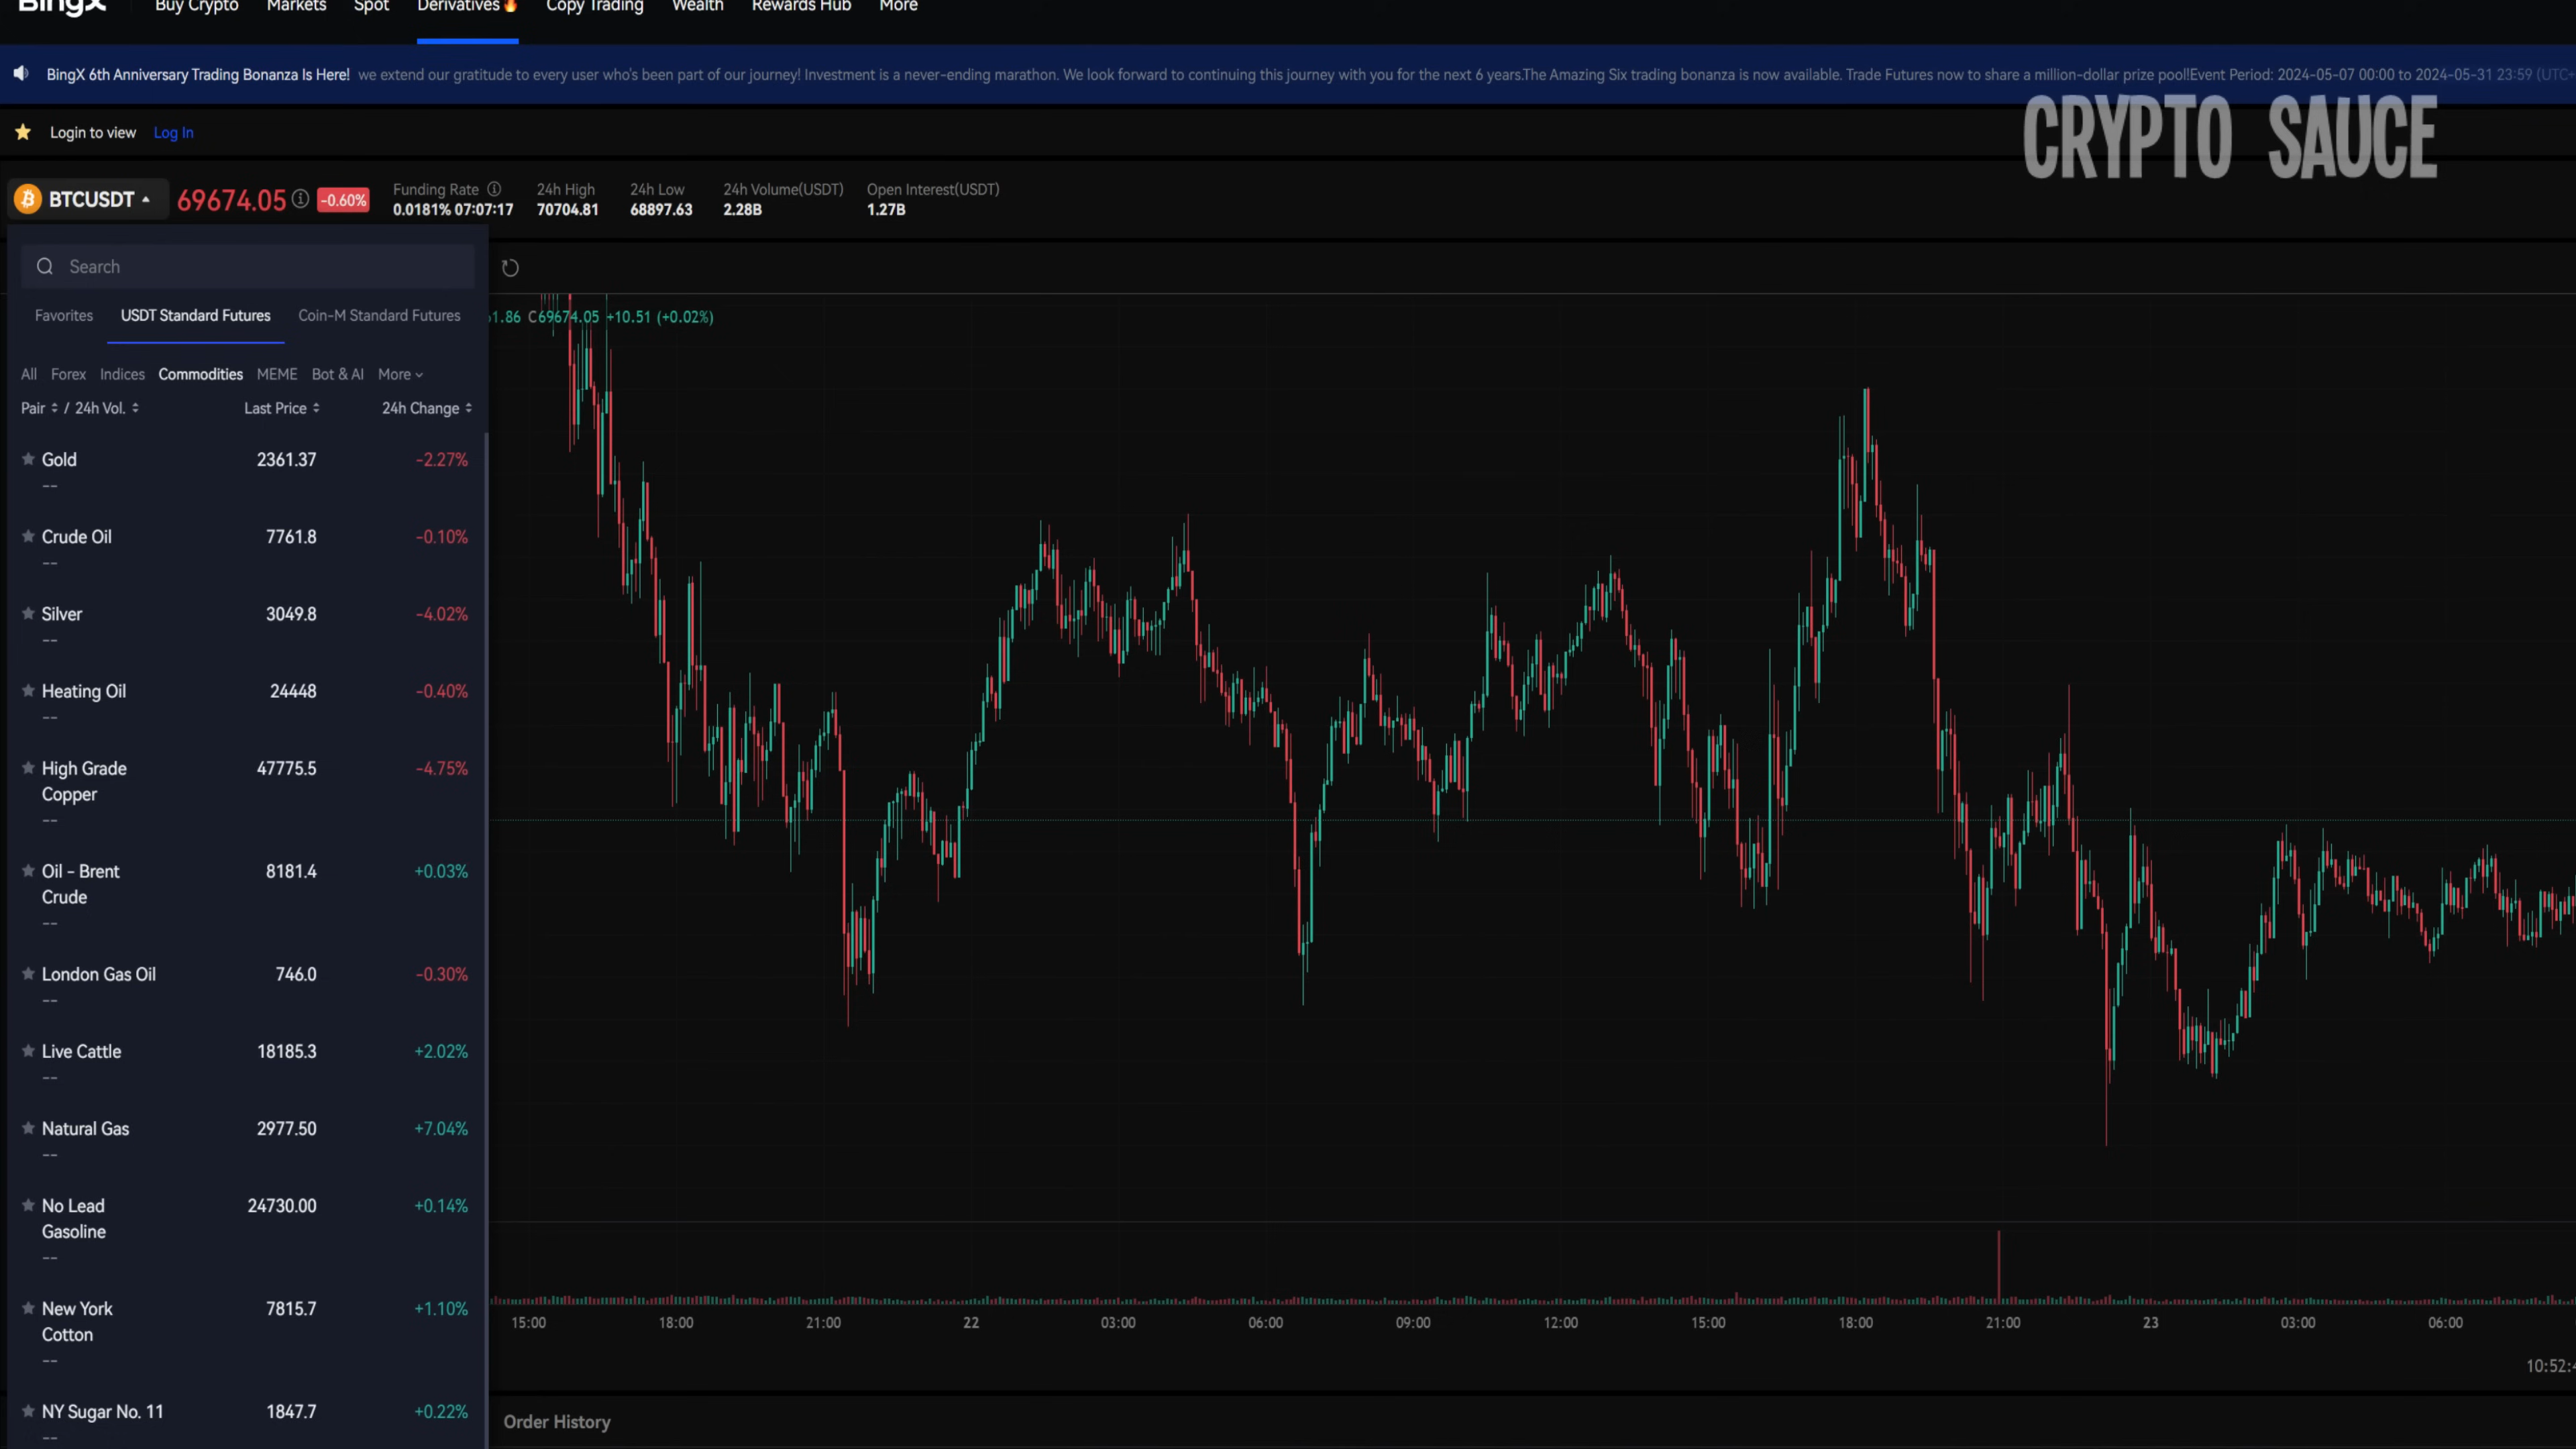 BingX Buy Crypto Markets Spot Derivatives Copy Trading Wealth Rewards Hub More
BingX 6th Anniversary Trading Bonanza Is Here! we extend our gratitude to every user who's been part of our journey! Investment is a never-ending marathon. We look forward to continuing this journey with you for the next 6 years.The Amazing Six trading bonanza is now available. Trade Futures now to share a million-dollar prize pool!Event Period: 2024-05-07 00:00 to 2024-05-31 23:59 (UTC+
CRYPTO SAUCE
Login to view Log In
BTCUSDT 69674.05 -0.60%
Funding Rate 24h High 24h Low 24h Volume(USDT) Open Interest(USDT)
0.0181% 07:07:17 70704.81 68897.63 2.28B 1.27B
Search
Favorites USDT Standard Futures Coin-M Standard Futures
1.86 C69674.05 +10.51 (+0.02%)
All Forex Indices Commodities MEME Bot & AI More
Pair / 24h Vol. Last Price 24h Change
Gold 2361.37 -2.27%
--
Crude Oil 7761.8 -0.10%
--
Silver 3049.8 -4.02%
--
Heating Oil 24448 -0.40%
--
High Grade Copper 47775.5 -4.75%
--
Oil - Brent Crude 8181.4 +0.03%
--
London Gas Oil 746.0 -0.30%
--
Live Cattle 18185.3 +2.02%
--
Natural Gas 2977.50 +7.04%
--
No Lead Gasoline 24730.00 +0.14%
--
New York Cotton 7815.7 +1.10%
--
NY Sugar No. 11 1847.7 +0.22%
--
15:00 18:00 21:00 22 03:00 06:00 09:00 12:00 15:00 18:00 21:00 23 03:00 06:00
10:52:4
Order History